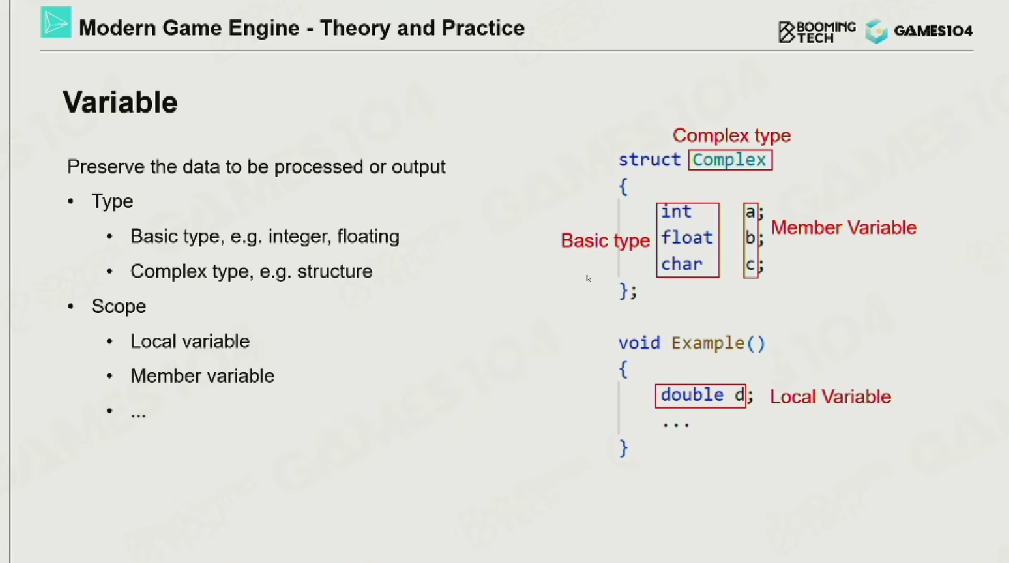 Modern Game Engine - Theory and Practice
BOOMING TECH
GAMES104
Variable
Preserve the data to be processed or output
• Type
• Basic type, e.g. integer, floating
• Complex type, e.g. structure
• Scope
• Local variable
• Member variable
• ...
Complex type
struct Complex
{
int a;
float b;
char c;
};
Basic type
Member Variable
void Example()
{
double d;
...
}
Local Variable